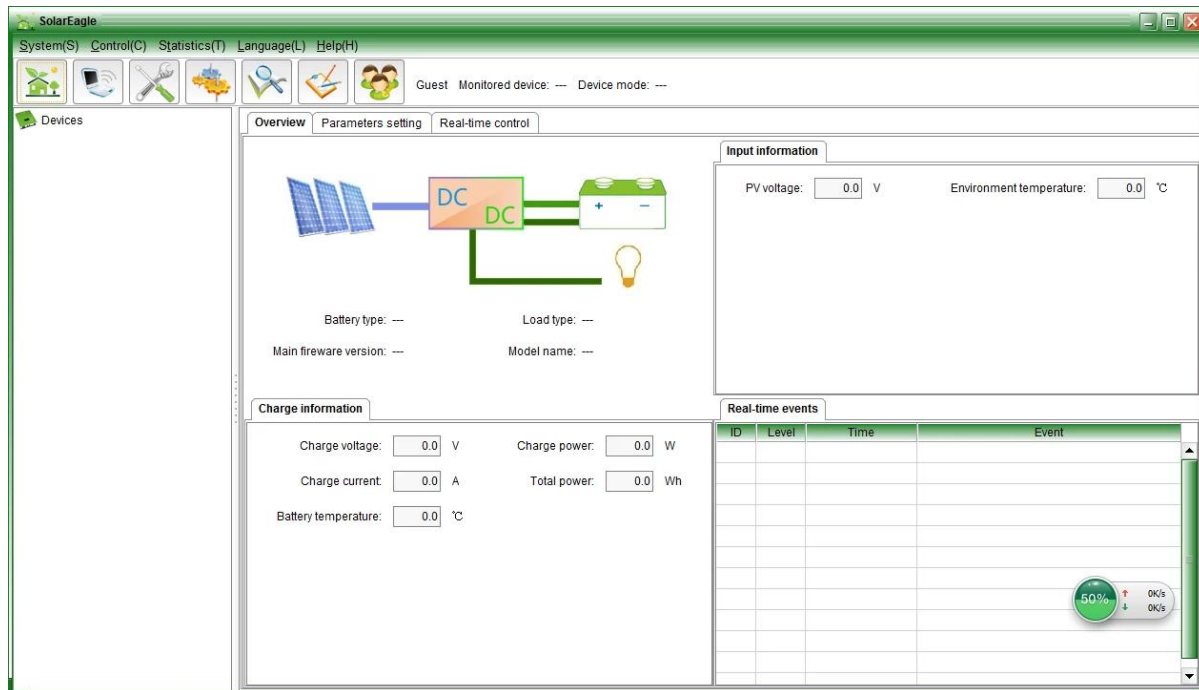 SolarEagle
System(S) Control(C) Statistics(T) Language(L) Help(H)
Guest Monitored device: --- Device mode: ---
Devices
Overview Parameters setting Real-time control
DC
DC
+ −
Battery type: --- Load type: ---
Main fireware version: --- Model name: ---
Input information
PV voltage: 0.0 V Environment temperature: 0.0 ℃
Charge information
Charge voltage: 0.0 V Charge power: 0.0 W
Charge current: 0.0 A Total power: 0.0 Wh
Battery temperature: 0.0 ℃
Real-time events
ID Level Time Event
50% ↑ 0K/s
↓ 0K/s